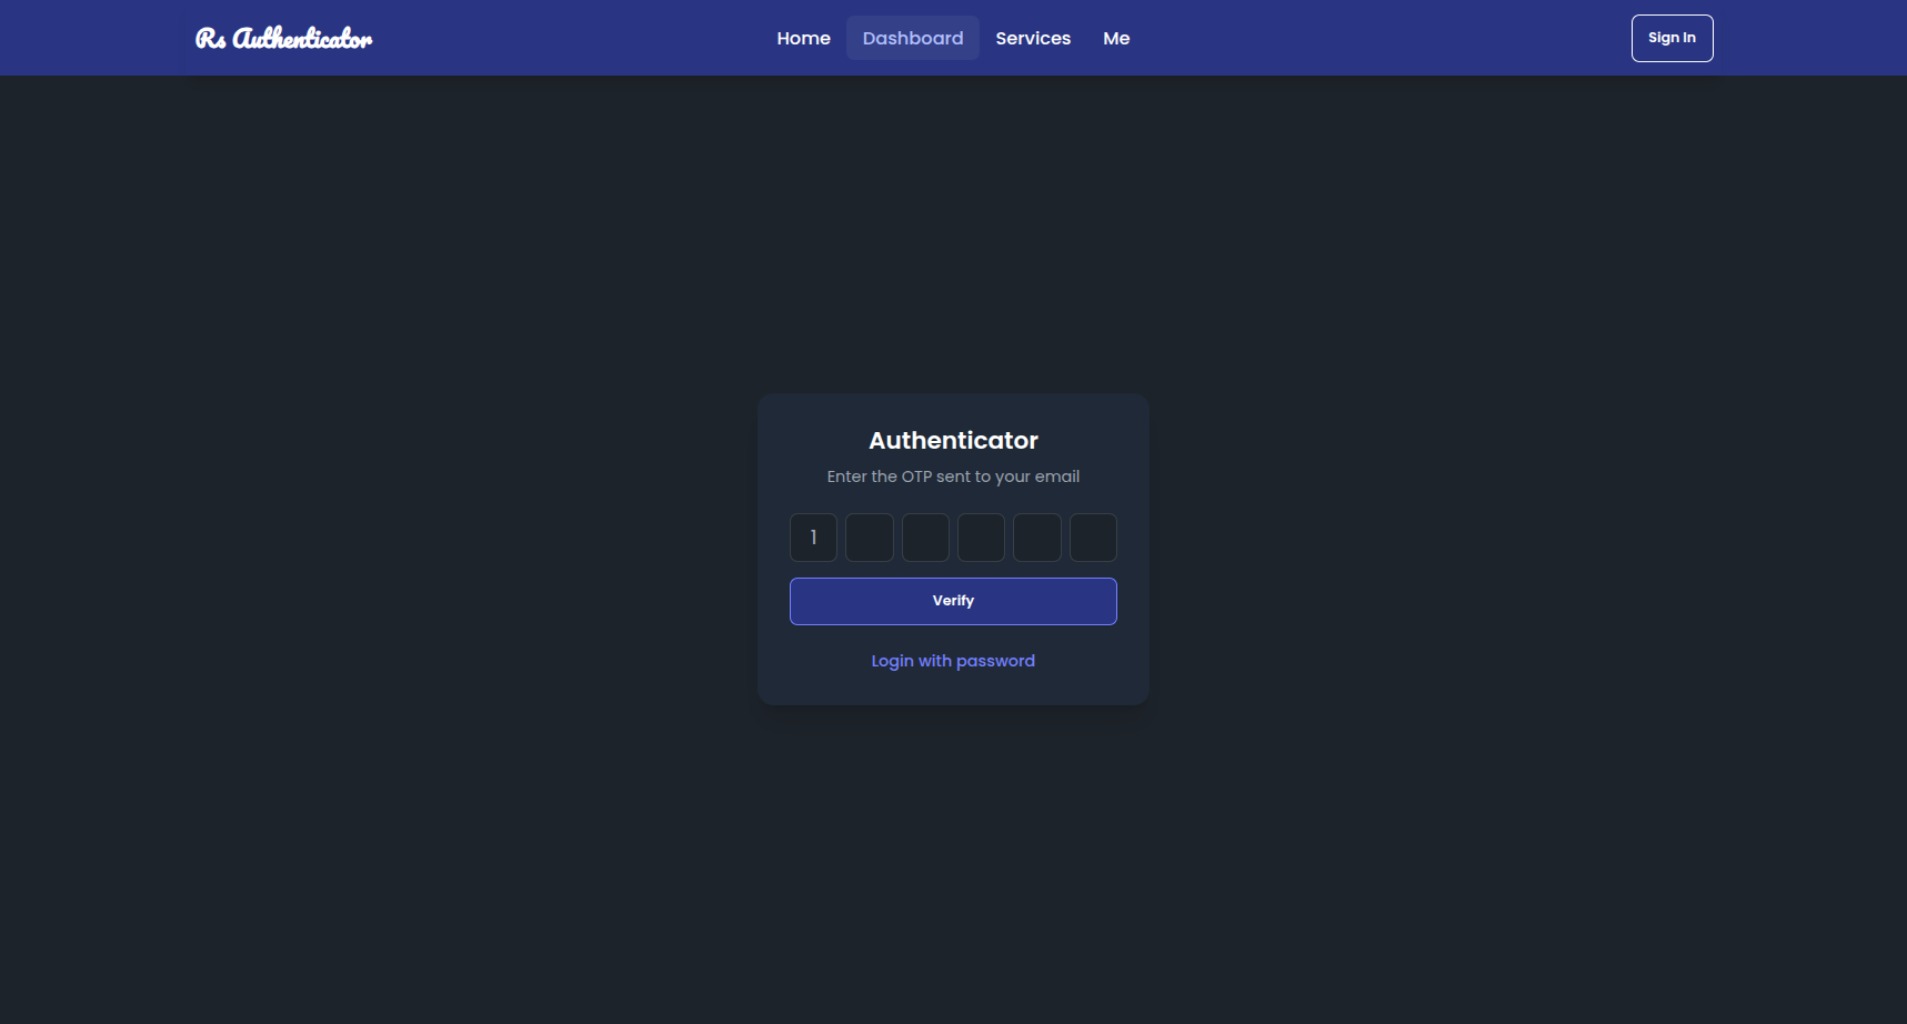 Rs Authenticator
Home Dashboard Services Me
Sign In
Authenticator
Enter the OTP sent to your email
1
Verify
Login with password